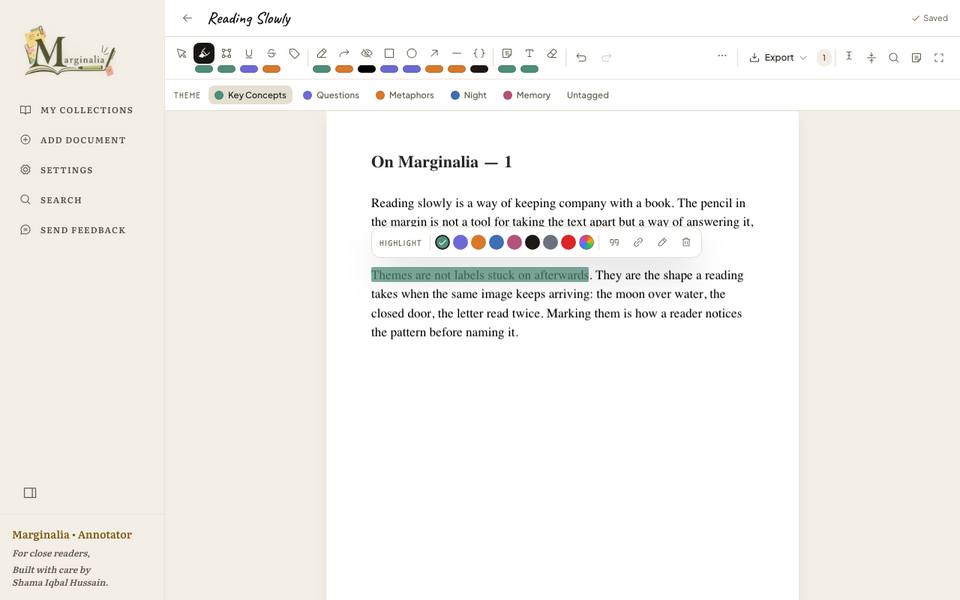 Marginalia
MY COLLECTIONS
ADD DOCUMENT
SETTINGS
SEARCH
SEND FEEDBACK
Marginalia • Annotator
For close readers,
Built with care by
Shama Iqbal Hussain.
Reading Slowly
Saved
Export
1
THEME
Key Concepts
Questions
Metaphors
Night
Memory
Untagged
On Marginalia — 1
Reading slowly is a way of keeping company with a book. The pencil in
the margin is not a tool for taking the text apart but a way of answering it,
HIGHLIGHT
Themes are not labels stuck on afterwards. They are the shape a reading
takes when the same image keeps arriving: the moon over water, the
closed door, the letter read twice. Marking them is how a reader notices
the pattern before naming it.